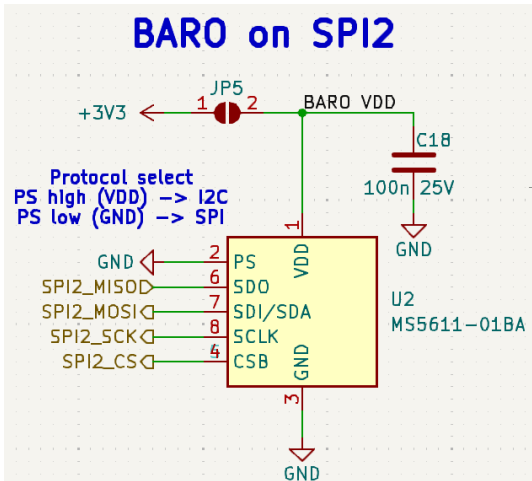 BARO on SPI2
JP5
+3V3
1
2
BARO VDD
C18
100n 25V
GND
Protocol select
PS high (VDD) -> I2C
PS low (GND) -> SPI
1
VDD
GND
2
PS
SPI2_MISO
6
SDO
SPI2_MOSI
7
SDI/SDA
SPI2_SCK
8
SCLK
SPI2_CS
4
CSB
U2
MS5611-01BA
GND
3
GND